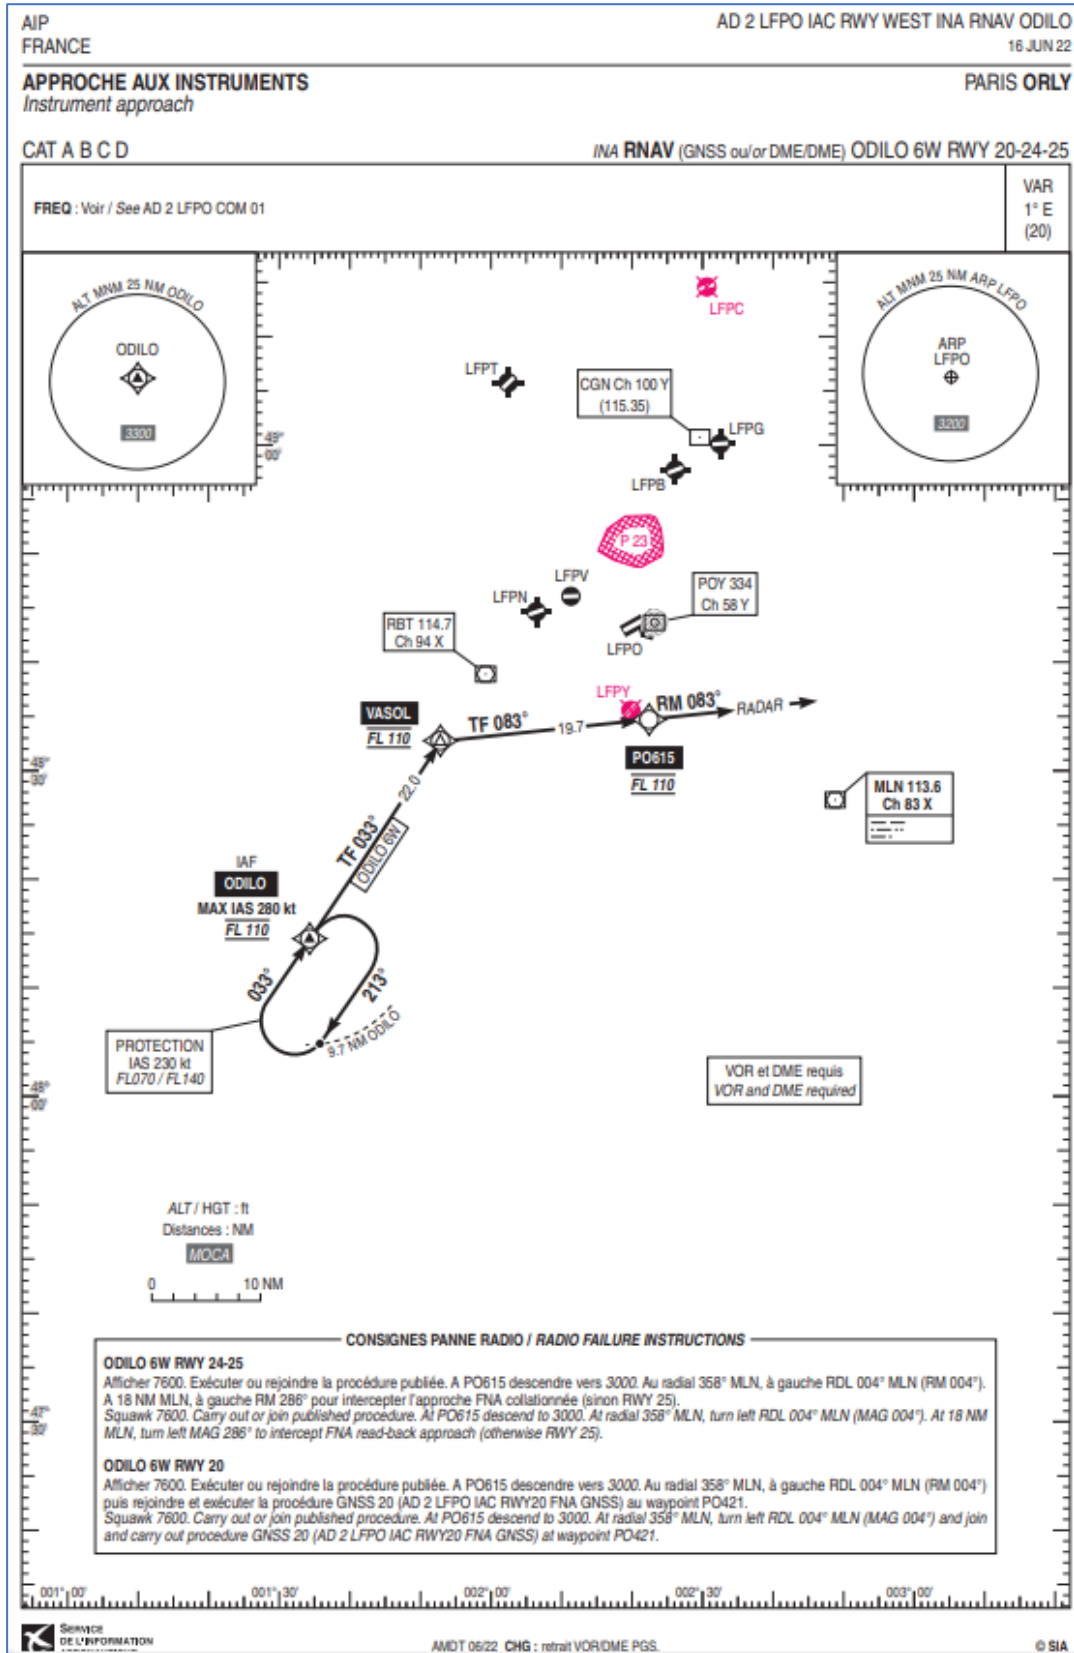 AIP
FRANCE
AD 2 LFPO IAC RWY WEST INA RNAV ODILO
16 JUN 22
APPROCHE AUX INSTRUMENTS
Instrument approach
PARIS ORLY
CAT A B C D
INA RNAV (GNSS ou/or DME/DME) ODILO 6W RWY 20-24-25
FREQ : Voir / See AD 2 LFPO COM 01
VAR
1° E
(20)
ALT MNM 25 NM ODILO
ODILO
3300
ALT MNM 25 NM ARP LFPO
ARP
LFPO
3200
LFPC
LFPT
CGN Ch 100 Y
(115.35)
LFPG
49°
00'
LFPB
P 23
LFPV
LFPN
POY 334
Ch 58 Y
RBT 114.7
Ch 94 X
LFPO
LFPY
RM 083°
RADAR
VASOL
FL 110
TF 083°
19.7
PO615
FL 110
48°
30'
22.0
MLN 113.6
Ch 83 X
TF 033°
ODILO 6W
IAF
ODILO
MAX IAS 280 kt
FL 110
033°
213°
9.7 NM ODILO
PROTECTION
IAS 230 kt
FL070 / FL140
VOR et DME requis
VOR and DME required
48°
00'
ALT / HGT : ft
Distances : NM
MOCA
0 10 NM
CONSIGNES PANNE RADIO / RADIO FAILURE INSTRUCTIONS
ODILO 6W RWY 24-25
Afficher 7600. Exécuter ou rejoindre la procédure publiée. A PO615 descendre vers 3000. Au radial 358° MLN, à gauche RDL 004° MLN (RM 004°).
A 18 NM MLN, à gauche RM 286° pour intercepter l'approche FNA collationnée (sinon RWY 25).
Squawk 7600. Carry out or join published procedure. At PO615 descend to 3000. At radial 358° MLN, turn left RDL 004° MLN (MAG 004°). At 18 NM
MLN, turn left MAG 286° to intercept FNA read-back approach (otherwise RWY 25).
47°
30'
ODILO 6W RWY 20
Afficher 7600. Exécuter ou rejoindre la procédure publiée. A PO615 descendre vers 3000. Au radial 358° MLN, à gauche RDL 004° MLN (RM 004°)
puis rejoindre et exécuter la procédure GNSS 20 (AD 2 LFPO IAC RWY20 FNA GNSS) au waypoint PO421.
Squawk 7600. Carry out or join published procedure. At PO615 descend to 3000. At radial 358° MLN, turn left RDL 004° MLN (MAG 004°) and join
and carry out procedure GNSS 20 (AD 2 LFPO IAC RWY20 FNA GNSS) at waypoint PO421.
001° 00' 001° 30' 002° 00' 002° 30' 003° 00'
SERVICE
DE L'INFORMATION
AMDT 06/22 CHG : retrait VOR/DME PGS.
© SIA